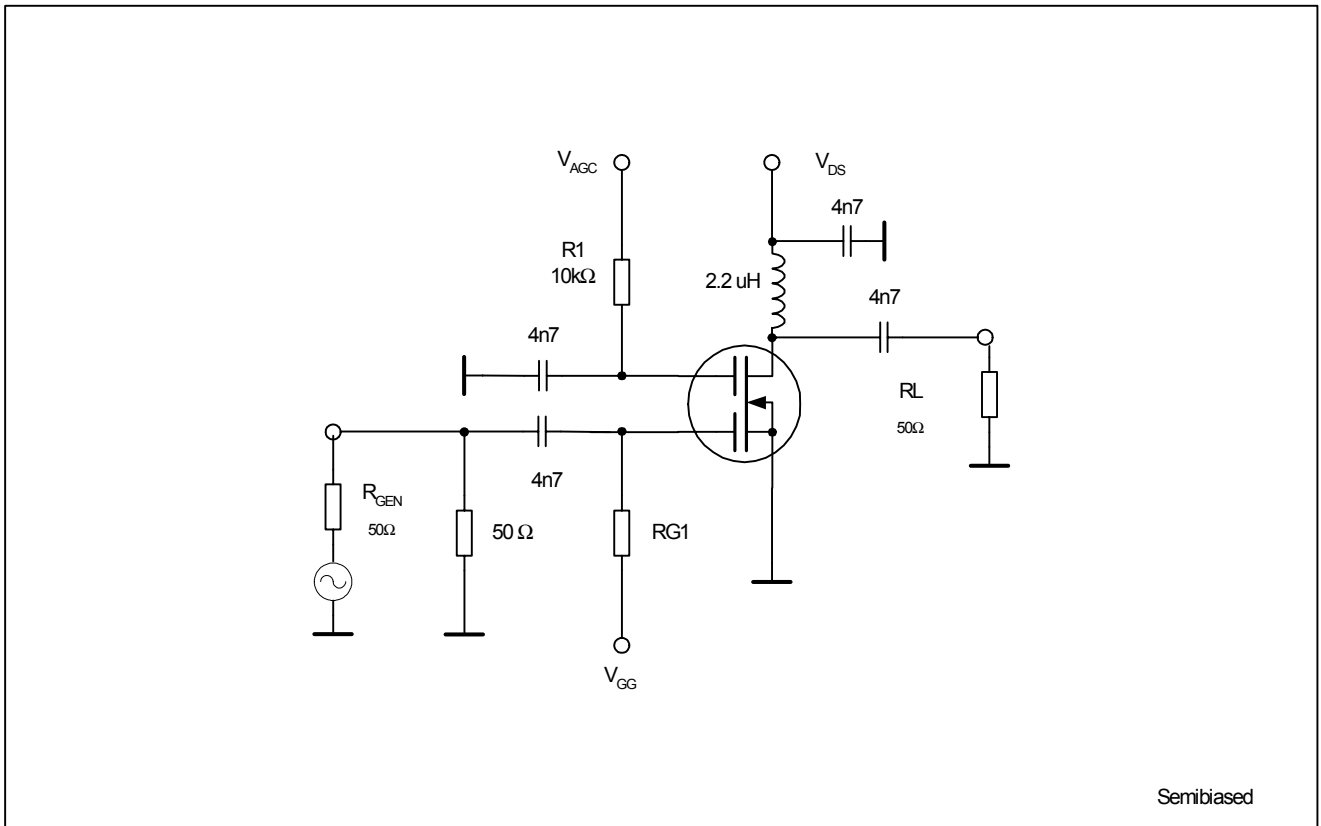 V_AGC
V_DS
4n7
R1
10kΩ
2.2 uH
4n7
4n7
RL
50Ω
4n7
R_GEN
50Ω
50 Ω
RG1
V_GG
Semibiased